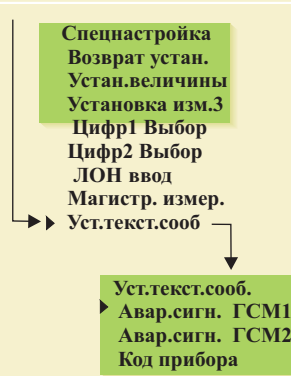 Спецнастройка
Возврат устан.
Устан.величины
Установка изм.3
Цифр1 Выбор
Цифр2 Выбор
ЛОН ввод
Магистр. измер.
Уст.текст.сооб
Уст.текст.сооб.
Авар.сигн. ГСМ1
Авар.сигн. ГСМ2
Код прибора